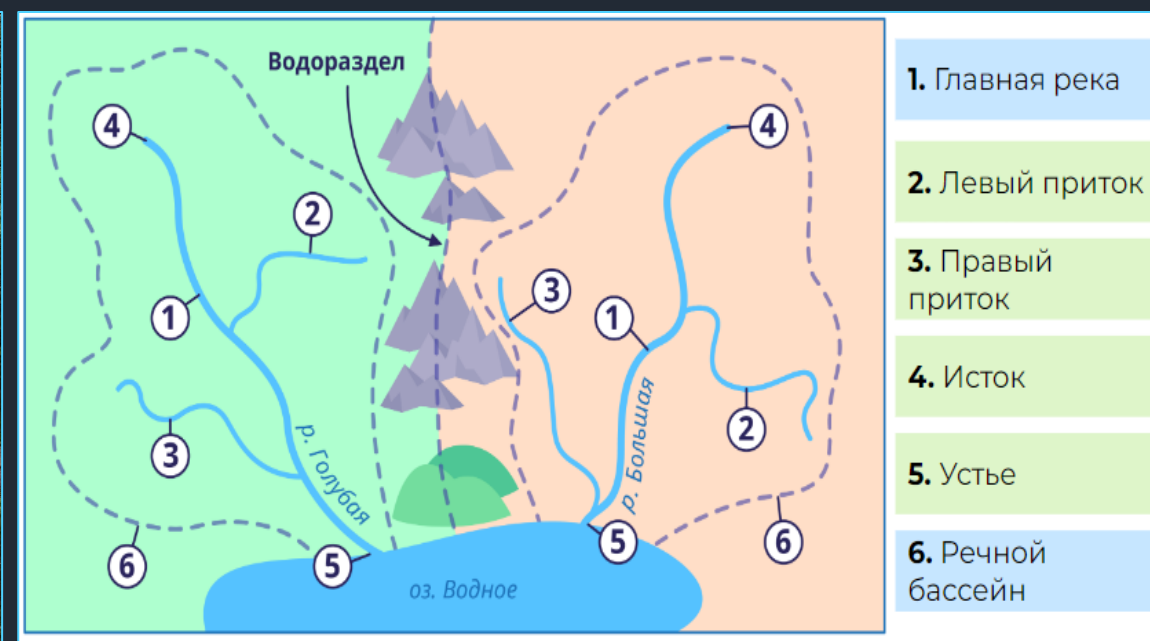 Водораздел
4
4
2
3
1
1
2
3
р. Голубая
р. Большая
6
5
5
6
оз. Водное
1. Главная река
2. Левый приток
3. Правый
приток
4. Исток
5. Устье
6. Речной
бассейн